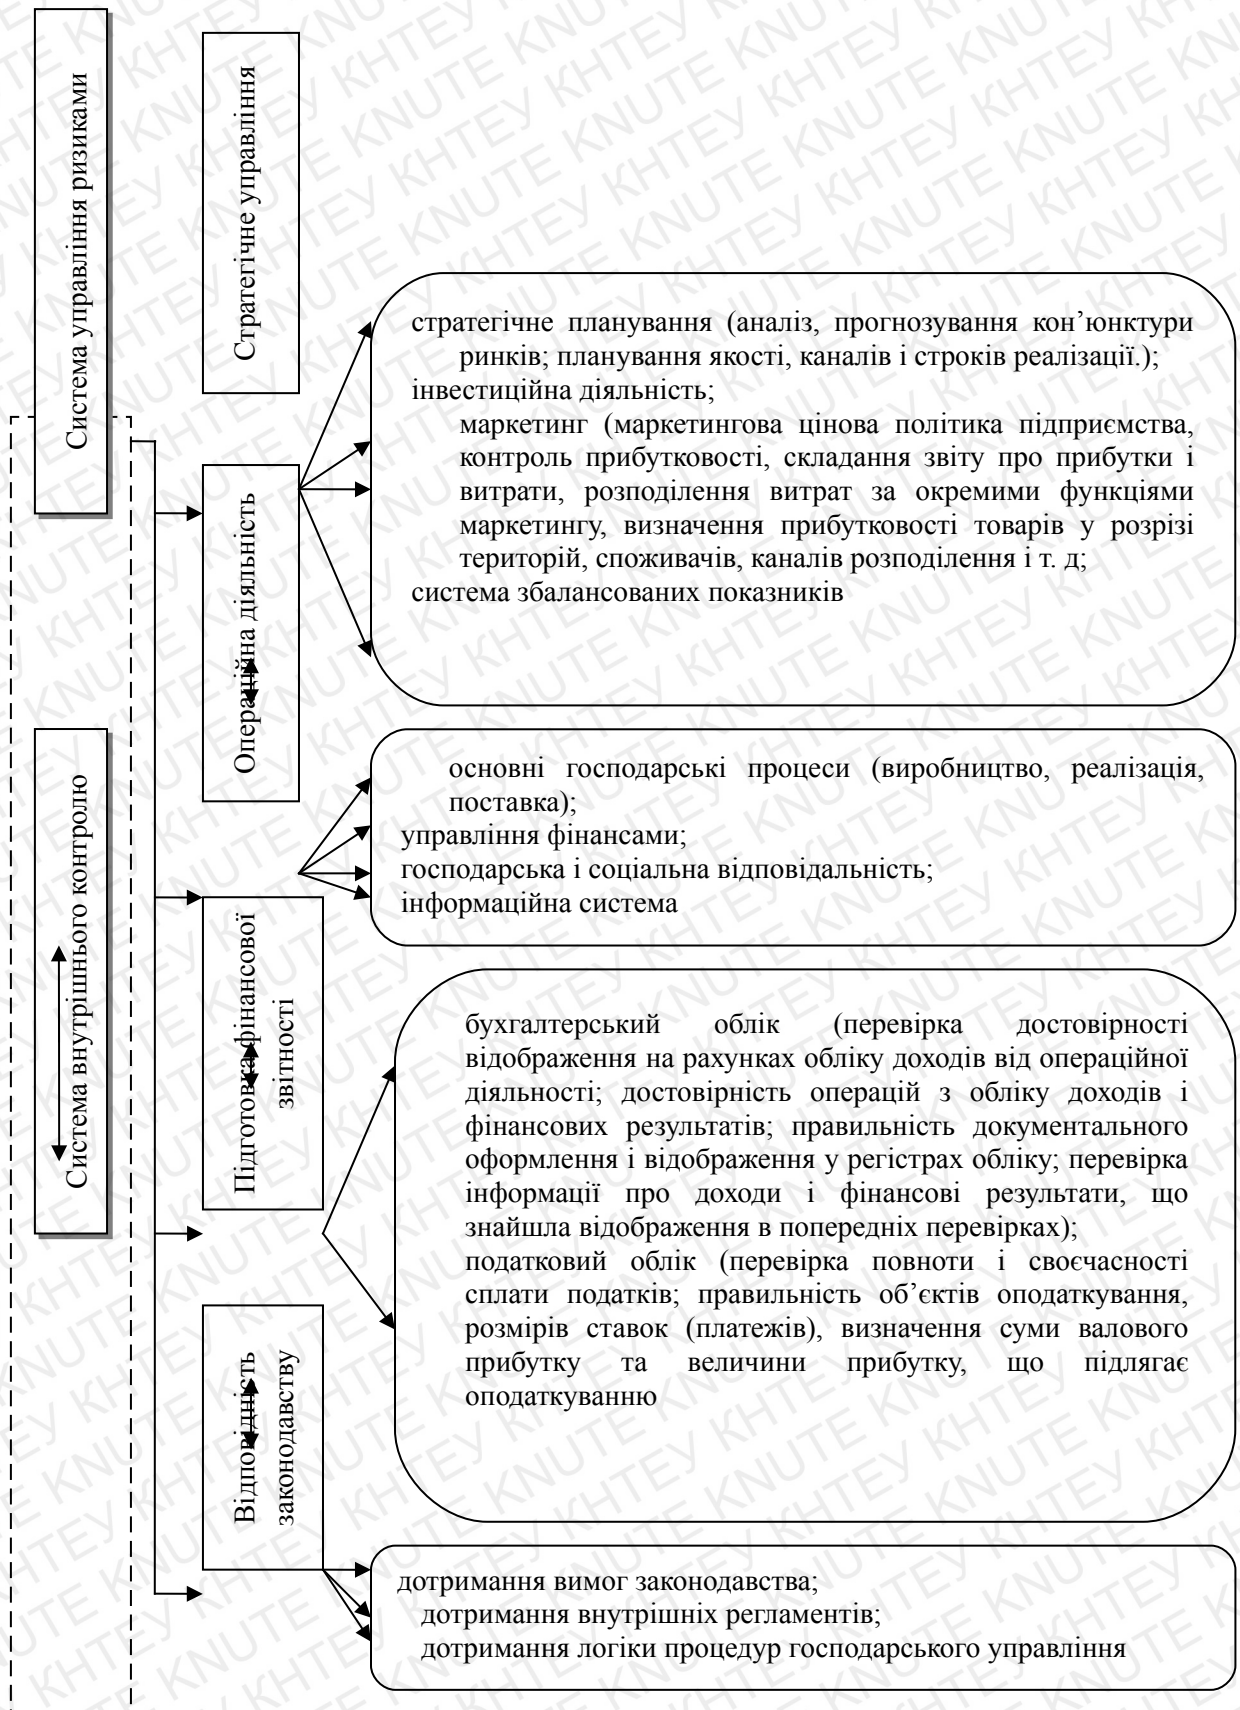 Система управління ризиками
Стратегічне управління
стратегічне планування (аналіз, прогнозування кон’юнктури
ринків; планування якості, каналів і строків реалізації.);
інвестиційна діяльність;
маркетинг (маркетингова цінова політика підприємства,
контроль прибутковості, складання звіту про прибутки і
витрати, розподілення витрат за окремими функціями
маркетингу, визначення прибутковості товарів у розрізі
територій, споживачів, каналів розподілення і т. д;
система збалансованих показників
Операційна діяльність
Система внутрішнього контролю
основні господарські процеси (виробництво, реалізація,
поставка);
управління фінансами;
господарська і соціальна відповідальність;
інформаційна система
Підготовка фінансової
звітності
бухгалтерський облік (перевірка достовірності
відображення на рахунках обліку доходів від операційної
діяльності; достовірність операцій з обліку доходів і
фінансових результатів; правильність документального
оформлення і відображення у регістрах обліку; перевірка
інформації про доходи і фінансові результати, що
знайшла відображення в попередніх перевірках);
податковий облік (перевірка повноти і своєчасності
сплати податків; правильність об’єктів оподаткування,
розмірів ставок (платежів), визначення суми валового
прибутку та величини прибутку, що підлягає
оподаткуванню
Відповідність
законодавству
дотримання вимог законодавства;
дотримання внутрішніх регламентів;
дотримання логіки процедур господарського управління